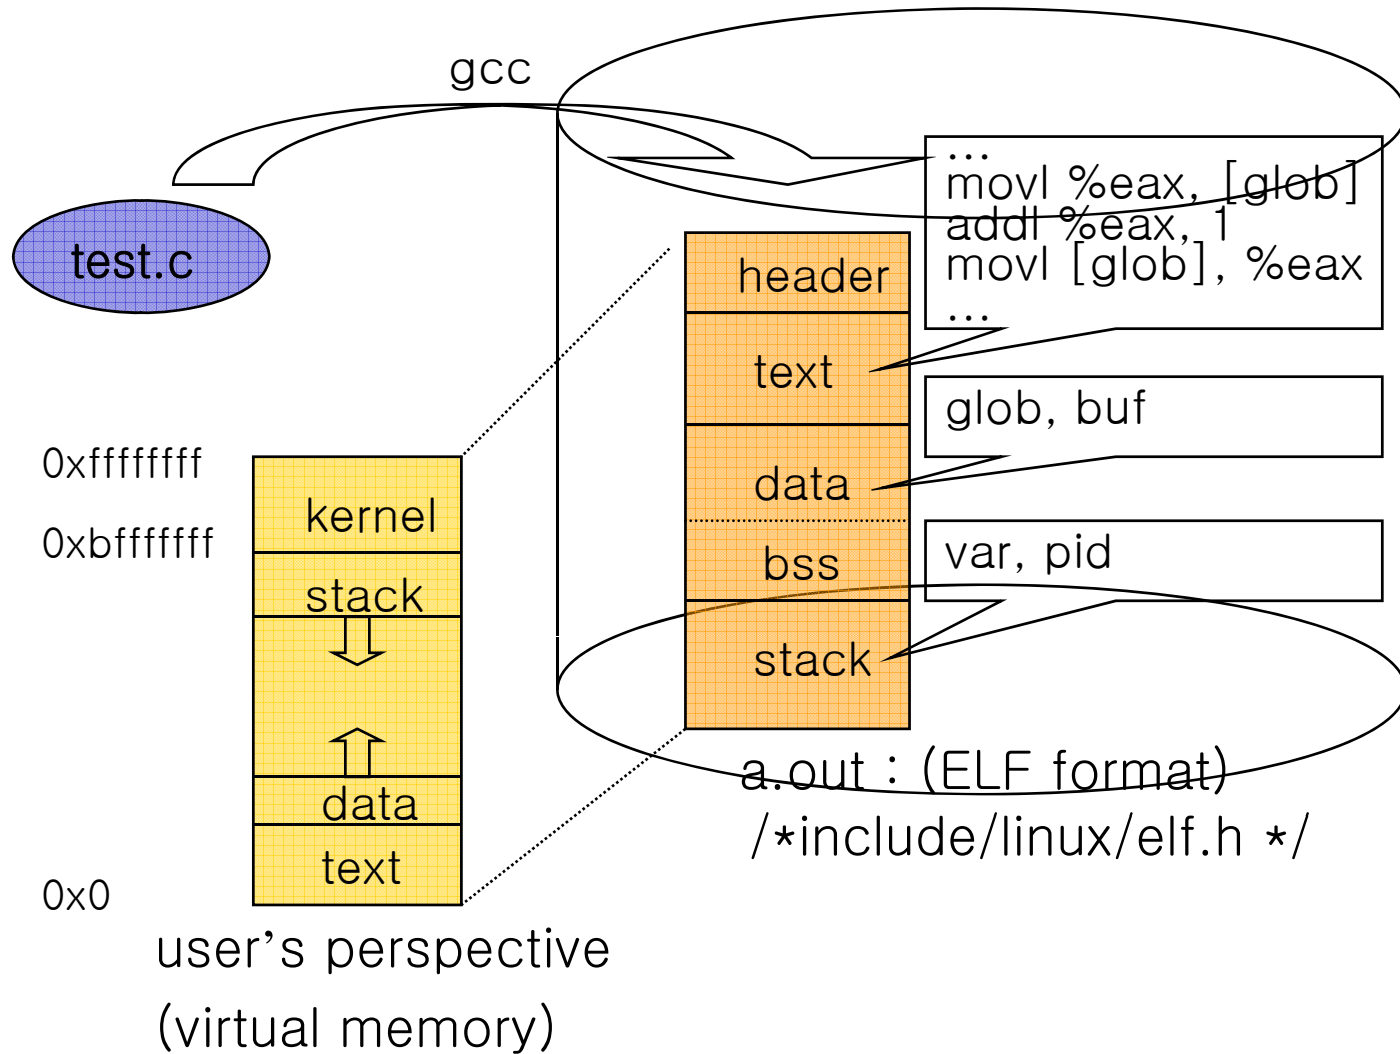 gcc
test.c
...
movl %eax, [glob]
addl %eax, 1
movl [glob], %eax
...
header
text
data
bss
stack
glob, buf
var, pid
a.out : (ELF format)
/*include/linux/elf.h */
0xffffffff
0xbfffffff
0x0
kernel
stack
data
text
user’s perspective
(virtual memory)